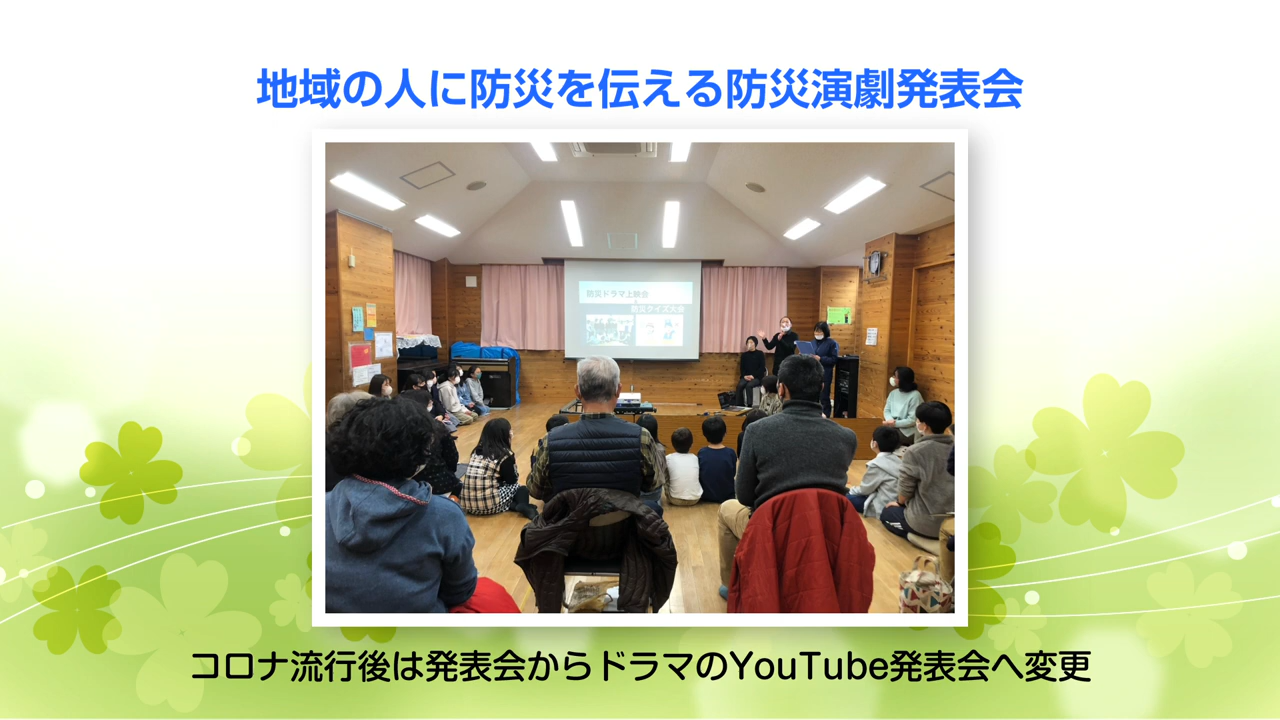 地域の人に防災を伝える防災演劇発表会
防災ドラマ上映会
防災クイズ大会
コロナ流行後は発表会からドラマのYouTube発表会へ変更